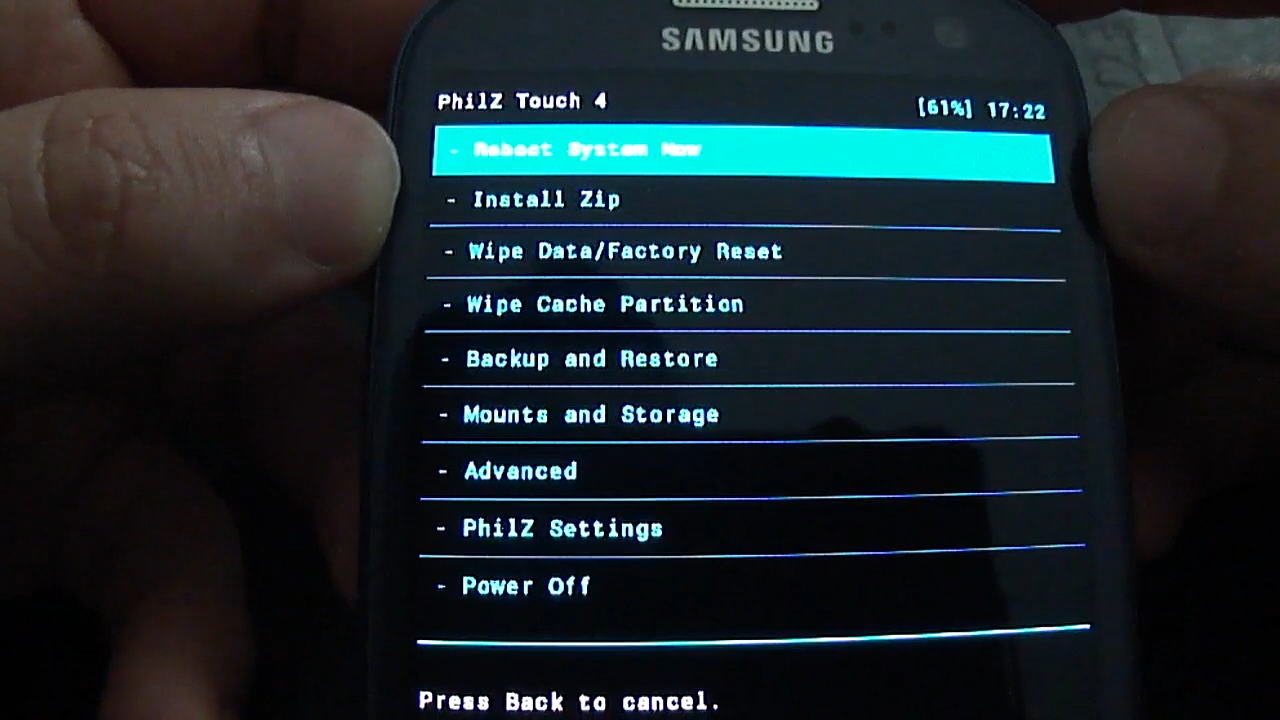 SAMSUNG
PhilZ Touch 4
[61%] 17:22
- Reboot System Now
- Install Zip
- Wipe Data/Factory Reset
- Wipe Cache Partition
- Backup and Restore
- Mounts and Storage
- Advanced
- PhilZ Settings
- Power Off
Press Back to cancel.